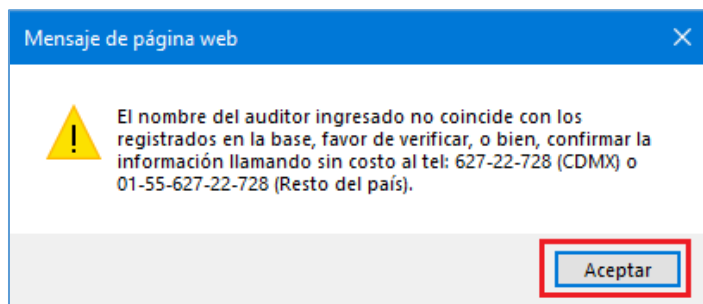 Mensaje de página web
El nombre del auditor ingresado no coincide con los
registrados en la base, favor de verificar, o bien, confirmar la
información llamando sin costo al tel: 627-22-728 (CDMX) o
01-55-627-22-728 (Resto del país).
Aceptar